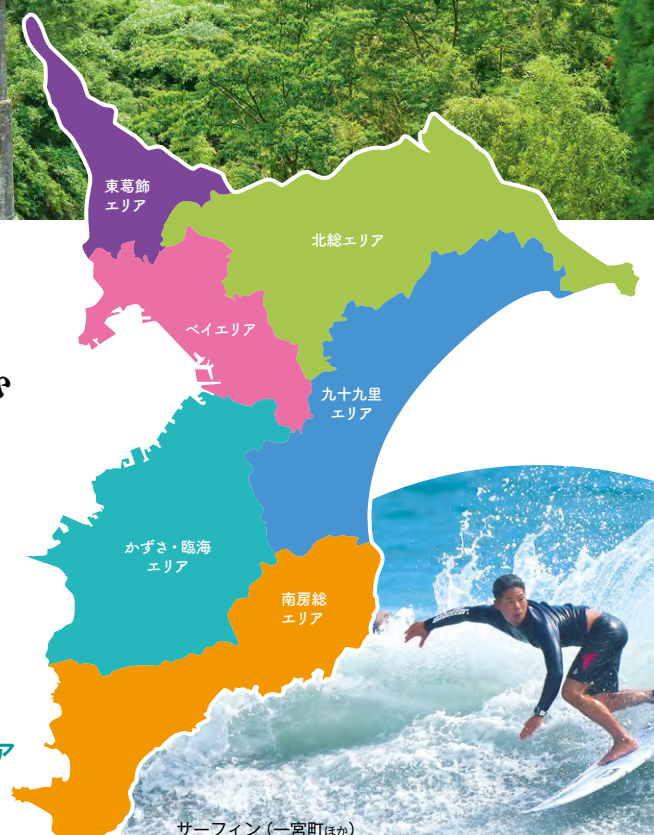 東葛飾
エリア
北総エリア
ベイエリア
九十九里
エリア
かずさ・臨海
エリア
南房総
エリア
ア
サーフィン（一宮町ほか）